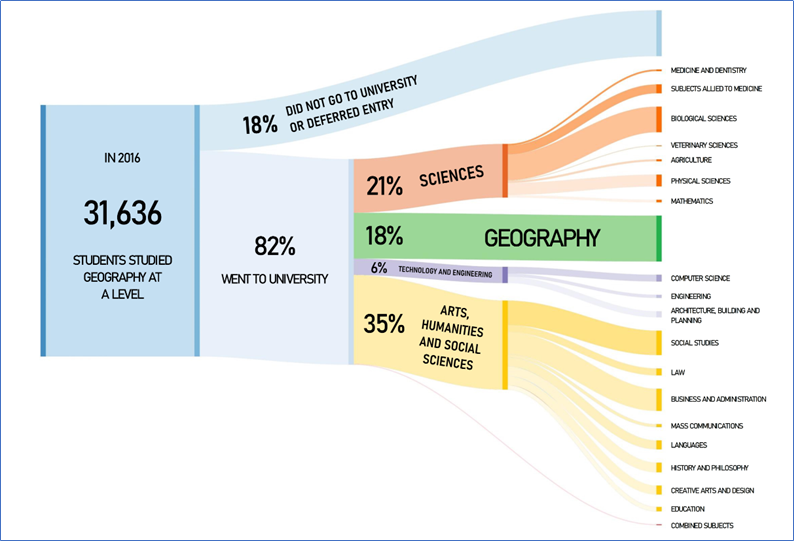 IN 2016
31,636
STUDENTS STUDIED
GEOGRAPHY AT
A LEVEL
18% DID NOT GO TO UNIVERSITY
OR DEFERRED ENTRY
82%
WENT TO UNIVERSITY
21% SCIENCES
18% GEOGRAPHY
6% TECHNOLOGY AND ENGINEERING
35% ARTS,
HUMANITIES
AND SOCIAL
SCIENCES
MEDICINE AND DENTISTRY
SUBJECTS ALLIED TO MEDICINE
BIOLOGICAL SCIENCES
VETERINARY SCIENCES
AGRICULTURE
PHYSICAL SCIENCES
MATHEMATICS
COMPUTER SCIENCE
ENGINEERING
ARCHITECTURE, BUILDING AND
PLANNING
SOCIAL STUDIES
LAW
BUSINESS AND ADMINISTRATION
MASS COMMUNICATIONS
LANGUAGES
HISTORY AND PHILOSOPHY
CREATIVE ARTS AND DESIGN
EDUCATION
COMBINED SUBJECTS